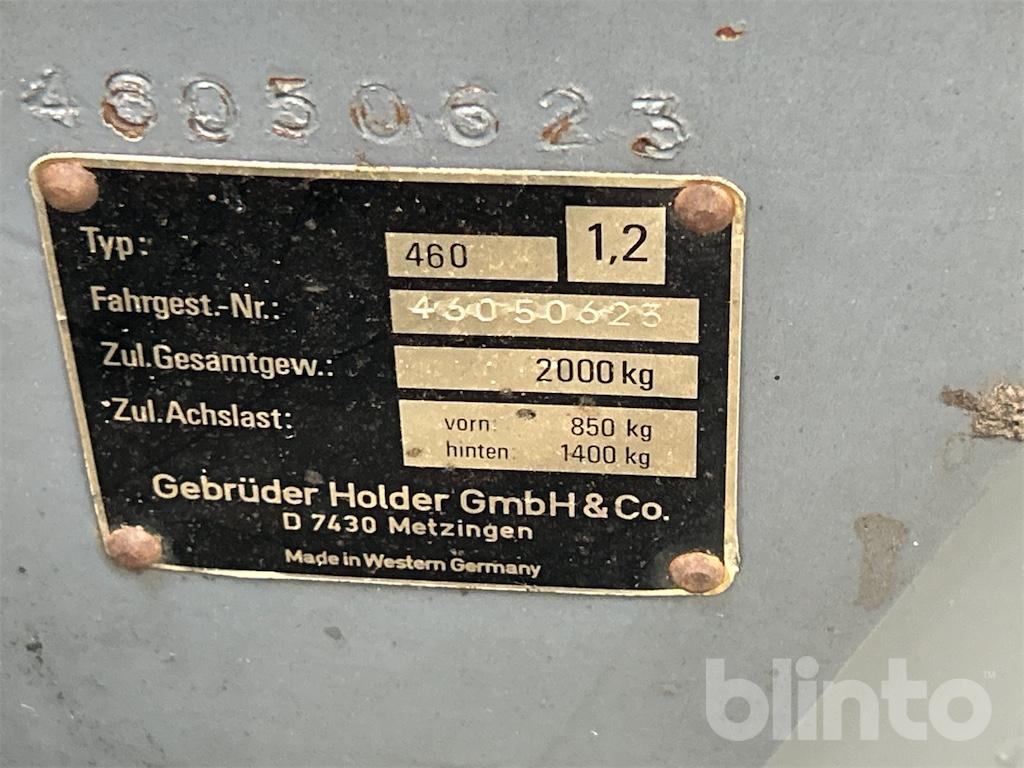 46050623
Typ: 460 1,2
Fahrgest.-Nr.: 46050623
Zul.Gesamtgew.: 2000 kg
Zul.Achslast: vorn: 850 kg
hinten: 1400 kg
Gebrüder Holder GmbH & Co.
D 7430 Metzingen
Made in Western Germany
blinto™